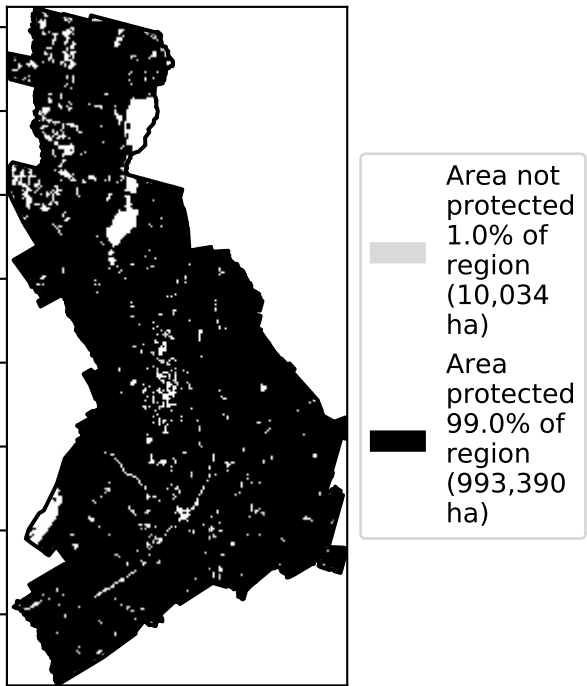 Area not
protected
1.0% of
region
(10,034
ha)
Area
protected
99.0% of
region
(993,390
ha)